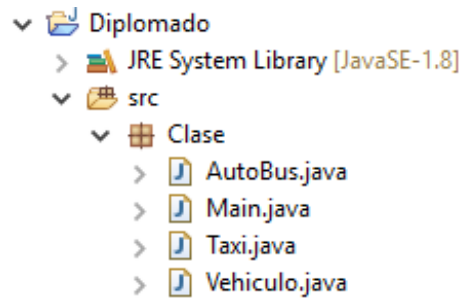 Diplomado
JRE System Library [JavaSE-1.8]
src
Clase
AutoBus.java
Main.java
Taxi.java
Vehiculo.java